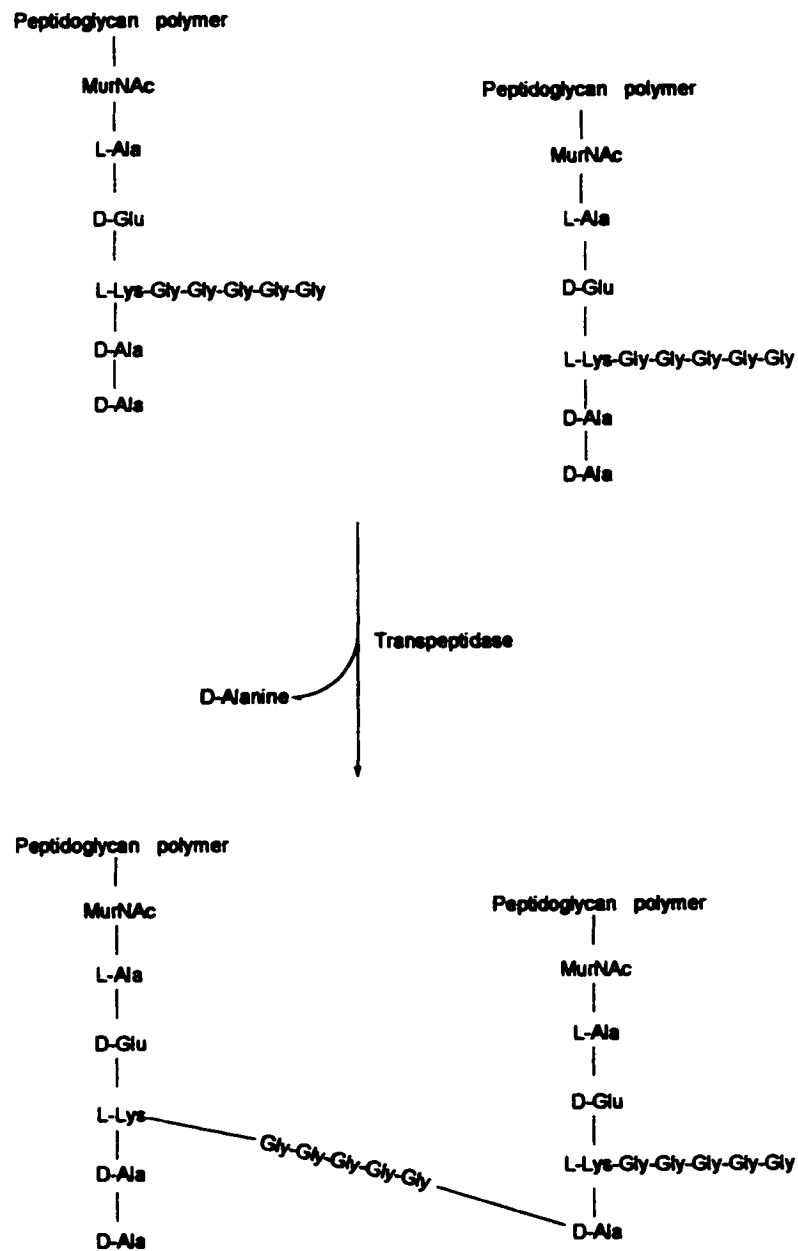 Peptidoglycan polymer
MurNAc
L-Ala
D-Glu
L-Lys-Gly-Gly-Gly-Gly-Gly
D-Ala
D-Ala
Peptidoglycan polymer
MurNAc
L-Ala
D-Glu
L-Lys-Gly-Gly-Gly-Gly-Gly
D-Ala
D-Ala
Transpeptidase
D-Alanine
Peptidoglycan polymer
MurNAc
L-Ala
D-Glu
L-Lys
D-Ala
D-Ala
Gly-Gly-Gly-Gly-Gly
Peptidoglycan polymer
MurNAc
L-Ala
D-Glu
L-Lys-Gly-Gly-Gly-Gly-Gly
D-Ala